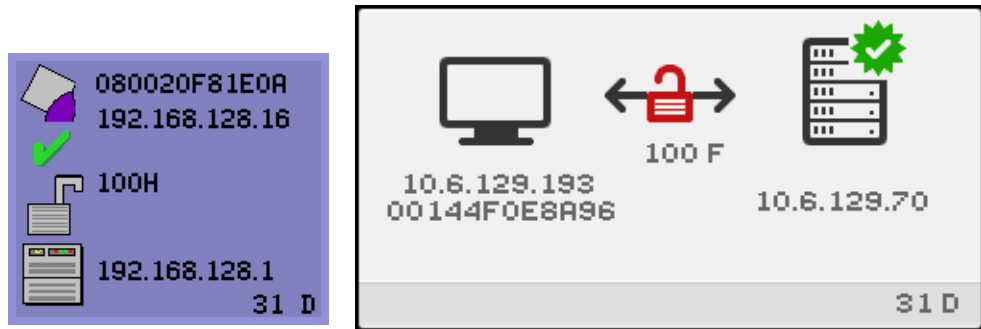 080020F81E0A
192.168.128.16
100H
192.168.128.1
31 D
100 F
10.6.129.193
00144F0E8A96
10.6.129.70
31 D